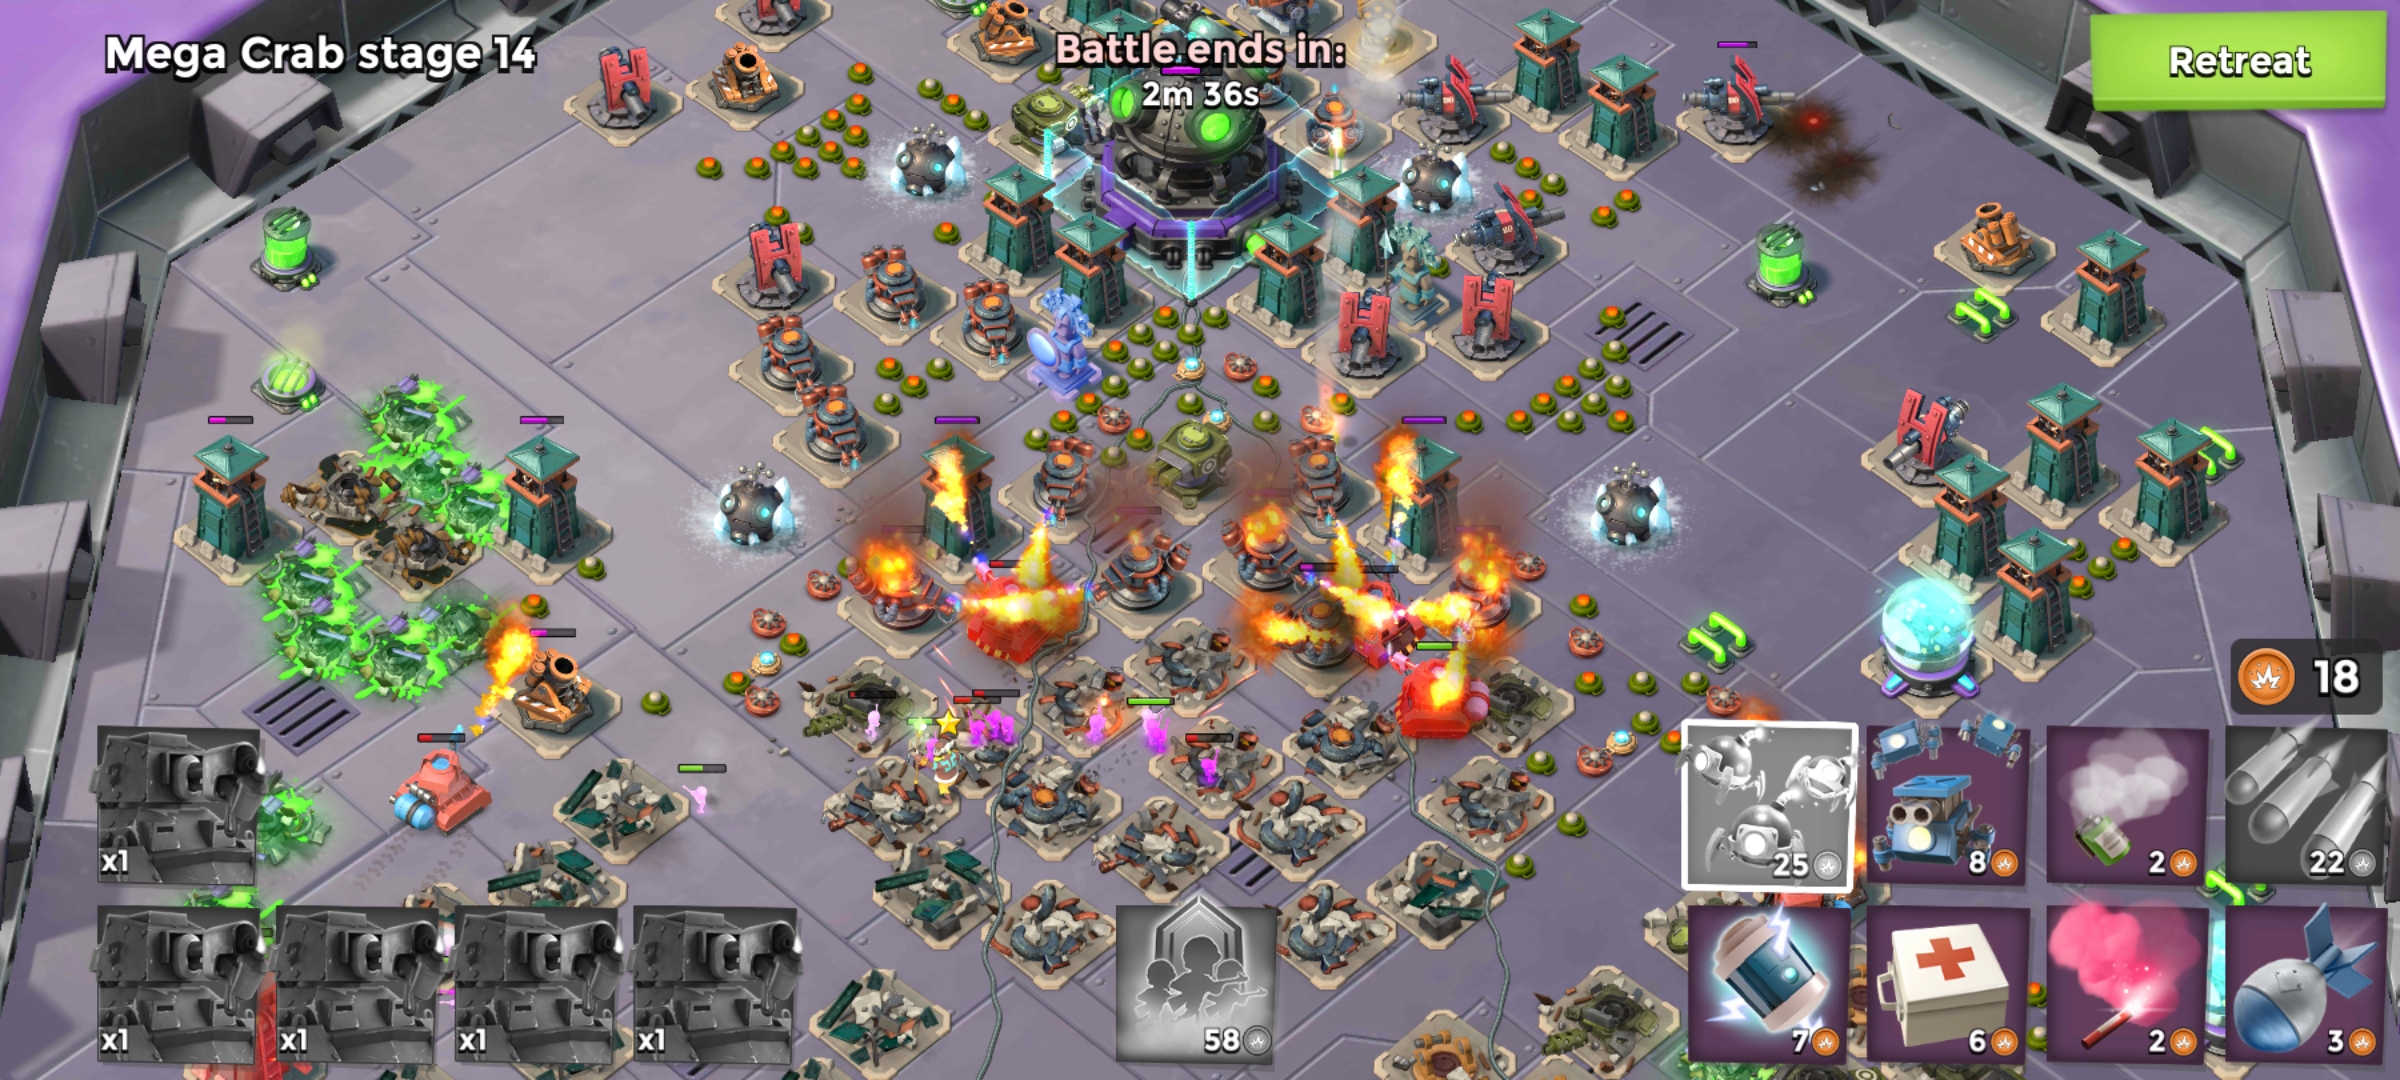 Mega Crab stage 14
Battle ends in:
2m 36s
Retreat
18
x1
25
8
2
22
x1
x1
x1
x1
58
7
6
2
3